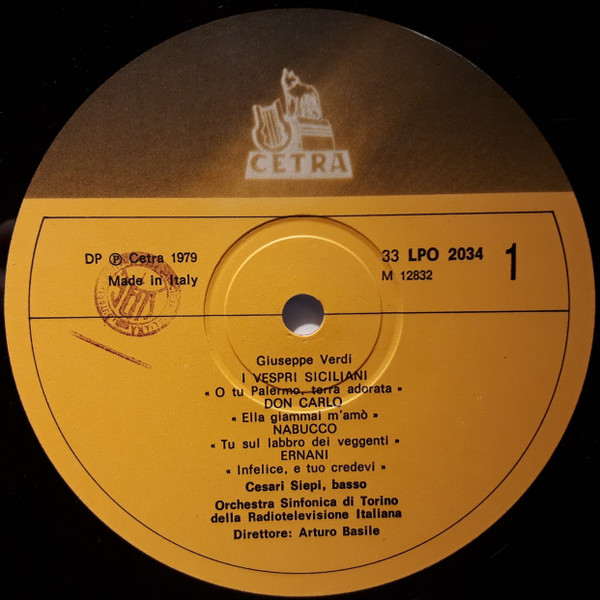 CETRA
DP Ⓟ Cetra 1979
Made in Italy
33 LPO 2034
M 12832
1
Giuseppe Verdi
I VESPRI SICILIANI
« O tu Palermo, terra adorata »
DON CARLO
« Ella giammai m'amò »
NABUCCO
« Tu sul labbro dei veggenti »
ERNANI
« Infelice, e tuo credevi »
Cesari Siepi, basso
Orchestra Sinfonica di Torino
della Radiotelevisione Italiana
Direttore: Arturo Basile